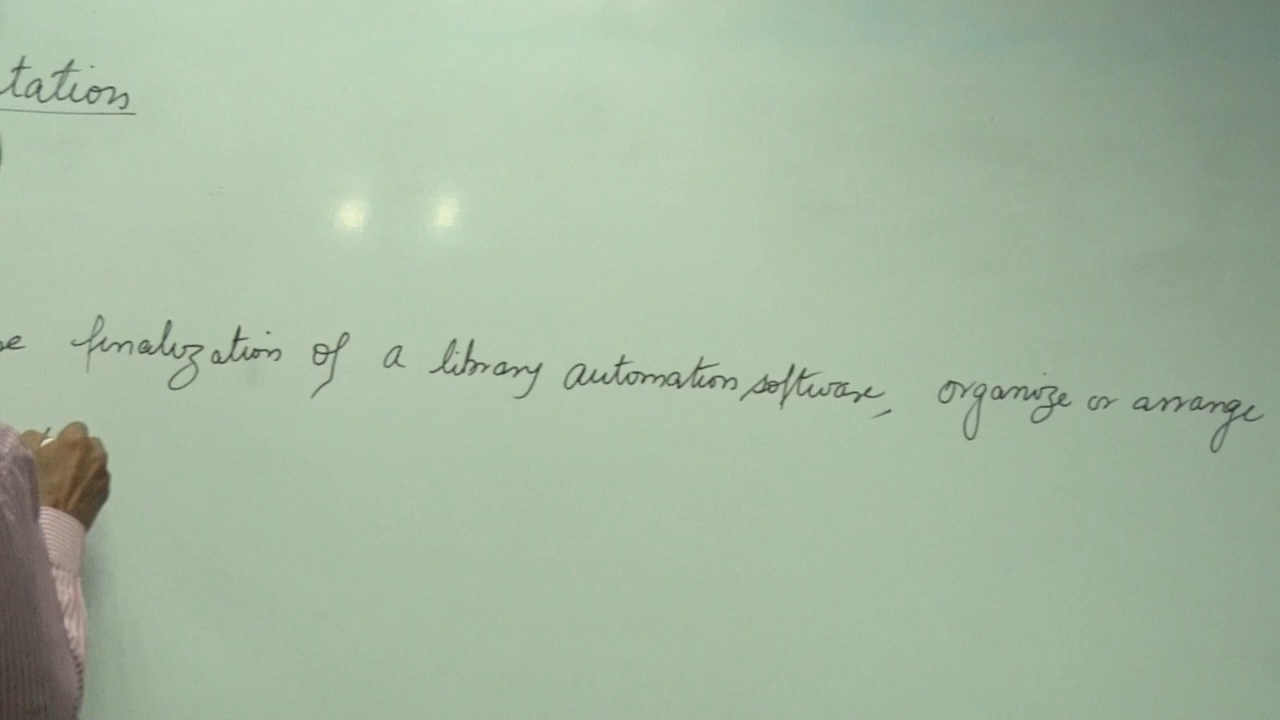 tation
e finalization of a library automation software, organize or arrange